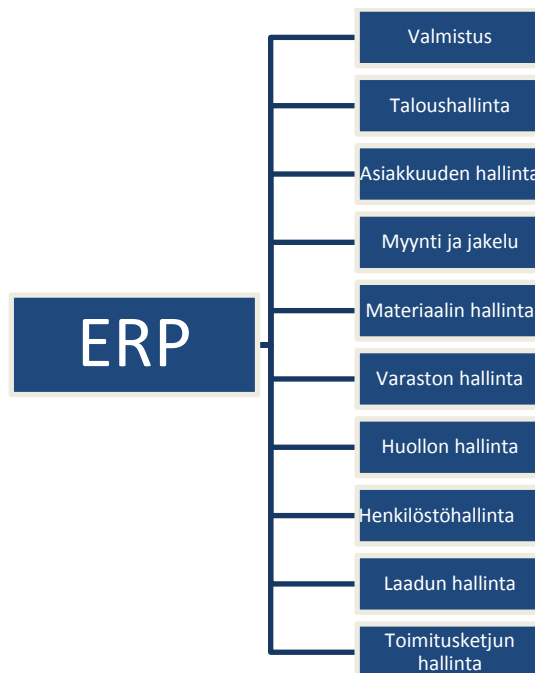 ERP
Valmistus
Taloushallinta
Asiakkuuden hallinta
Myynti ja jakelu
Materiaalin hallinta
Varaston hallinta
Huollon hallinta
Henkilöstöhallinta
Laadun hallinta
Toimitusketjun
hallinta